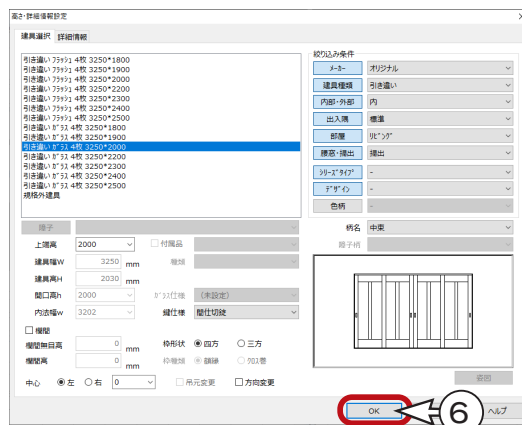 高さ・詳細情報設定
建具選択 詳細情報
引き違い フラッシュ1 4枚 3250*1800
引き違い フラッシュ1 4枚 3250*1900
引き違い フラッシュ1 4枚 3250*2000
引き違い フラッシュ1 4枚 3250*2200
引き違い フラッシュ1 4枚 3250*2300
引き違い フラッシュ1 4枚 3250*2400
引き違い フラッシュ1 4枚 3250*2500
引き違い ガラス 4枚 3250*1800
引き違い ガラス 4枚 3250*1900
引き違い ガラス 4枚 3250*2000
引き違い ガラス 4枚 3250*2200
引き違い ガラス 4枚 3250*2300
引き違い ガラス 4枚 3250*2400
引き違い ガラス 4枚 3250*2500
規格外建具
絞り込み条件
メーカー オリジナル
建具種類 引き違い
内部・外部 内
出入隅 標準
部屋 リビング
腰窓・掃出 掃出
シリーズ・タイプ -
デザイン -
色柄 -
障子
上端高 2000
付属品
建具幅W 3250 mm
種類
建具高H 2030 mm
開口高h 2000
ガラス仕様 (未設定)
内法幅w 3202
鍵仕様 間仕切錠
欄間
欄間無目高 0 mm
枠形状 四方 三方
欄間高 0 mm
枠種類 額縁 クロス巻
中心 左 右 0
吊元変更 方向変更
柄名 中束
障子柄
姿図
OK
⑥
ヘルプ